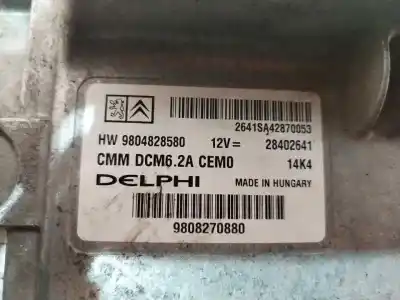 2641SA42870053
HW 9804828580 12V= 28402641
CMM DCM6.2A CEM0 14K4
DELPHI MADE IN HUNGARY
9808270880